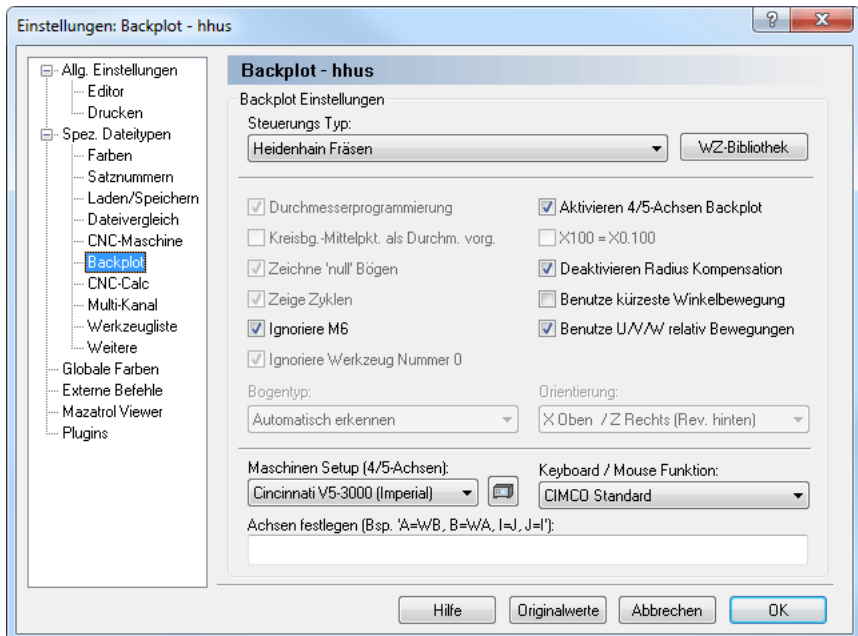 Einstellungen: Backplot - hhus
Allg. Einstellungen
Editor
Drucken
Spez. Dateitypen
Farben
Satznummern
Laden/Speichern
Dateivergleich
CNC-Maschine
Backplot
CNC-Calc
Multi-Kanal
Werkzeugliste
Weitere
Globale Farben
Externe Befehle
Mazatrol Viewer
Plugins
Backplot - hhus
Backplot Einstellungen
Steuerungs Typ:
Heidenhain Fräsen
WZ-Bibliothek
Durchmesserprogrammierung
Aktivieren 4/5-Achsen Backplot
Kreisbg.-Mittelpkt. als Durchm. vorg.
X100 = X0.100
Zeichne 'null' Bögen
Deaktivieren Radius Kompensation
Zeige Zyklen
Benutze kürzeste Winkelbewegung
Ignoriere M6
Benutze U/V/W relativ Bewegungen
Ignoriere Werkzeug Nummer 0
Bogentyp:
Orientierung:
Automatisch erkennen
X Oben / Z Rechts (Rev. hinten)
Maschinen Setup (4/5-Achsen):
Keyboard / Mouse Funktion:
Cincinnati V5-3000 (Imperial)
CIMCO Standard
Achsen festlegen (Bsp. 'A=WB, B=WA, I=J, J=I'):
Hilfe
Originalwerte
Abbrechen
OK